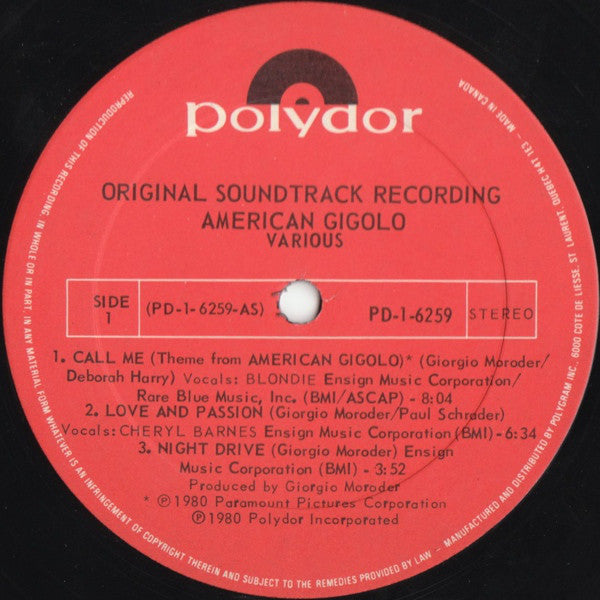 polydor
ORIGINAL SOUNDTRACK RECORDING
AMERICAN GIGOLO
VARIOUS
SIDE
1
(PD-1-6259-AS)
PD-1-6259
STEREO
1. CALL ME (Theme from AMERICAN GIGOLO)* (Giorgio Moroder/
Deborah Harry) Vocals: BLONDIE Ensign Music Corporation/
Rare Blue Music, Inc. (BMI/ASCAP) - 8:04
2. LOVE AND PASSION (Giorgio Moroder/Paul Schrader)
Vocals: CHERYL BARNES Ensign Music Corporation (BMI) - 6:34
3. NIGHT DRIVE (Giorgio Moroder) Ensign
Music Corporation (BMI) - 3:52
Produced by Giorgio Moroder
* ℗ 1980 Paramount Pictures Corporation
℗ 1980 Polydor Incorporated
REPRODUCTION OF THIS RECORDING, IN WHOLE OR IN PART, IN ANY MATERIAL FORM WHATEVER IS AN INFRINGEMENT OF COPYRIGHT THEREIN AND SUBJECT TO THE REMEDIES PROVIDED BY LAW – MANUFACTURED AND DISTRIBUTED BY POLYGRAM INC. 6000 COTE DE LIESSE, ST LAURENT, QUEBEC H4T 1E3 – MADE IN CANADA